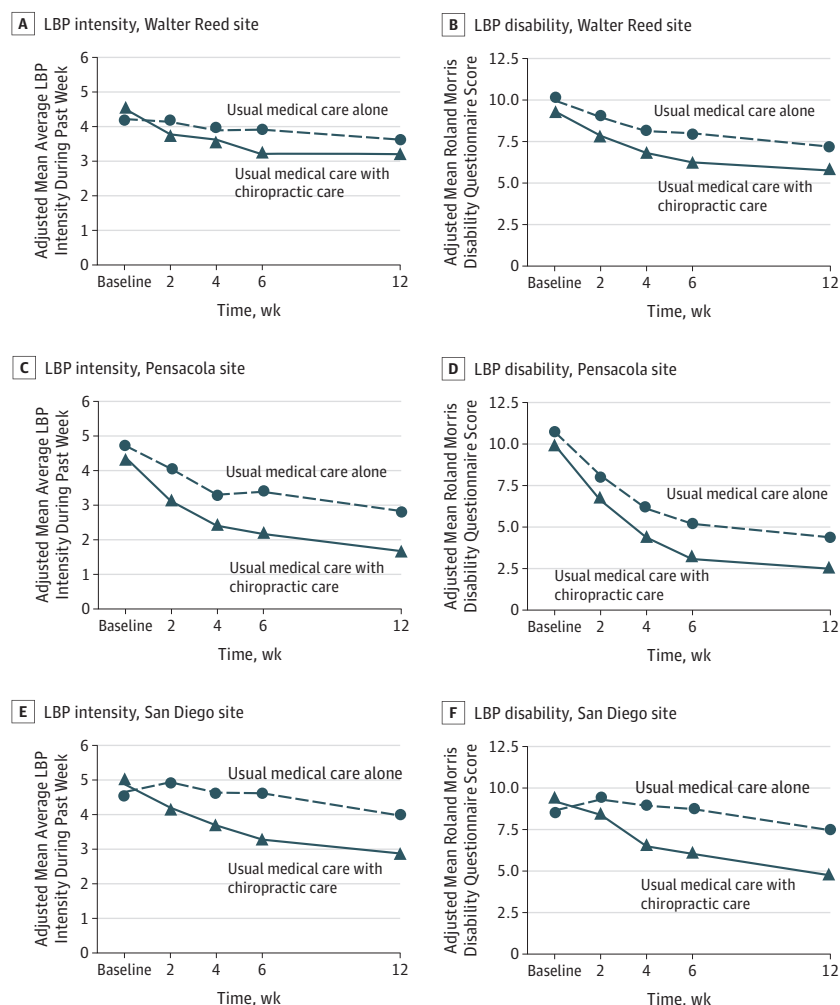 A LBP intensity, Walter Reed site
Adjusted Mean Average LBP
Intensity During Past Week
6
5
4
3
2
1
0
Usual medical care alone
Usual medical care with
chiropractic care
Baseline 2 4 6 12
Time, wk
B LBP disability, Walter Reed site
Adjusted Mean Roland Morris
Disability Questionnaire Score
12.5
10.0
7.5
5.0
2.5
0
Usual medical care alone
Usual medical care with
chiropractic care
Baseline 2 4 6 12
Time, wk
C LBP intensity, Pensacola site
Adjusted Mean Average LBP
Intensity During Past Week
6
5
4
3
2
1
0
Usual medical care alone
Usual medical care with
chiropractic care
Baseline 2 4 6 12
Time, wk
D LBP disability, Pensacola site
Adjusted Mean Roland Morris
Disability Questionnaire Score
12.5
10.0
7.5
5.0
2.5
0
Usual medical care alone
Usual medical care with
chiropractic care
Baseline 2 4 6 12
Time, wk
E LBP intensity, San Diego site
Adjusted Mean Average LBP
Intensity During Past Week
6
5
4
3
2
1
0
Usual medical care alone
Usual medical care with
chiropractic care
Baseline 2 4 6 12
Time, wk
F LBP disability, San Diego site
Adjusted Mean Roland Morris
Disability Questionnaire Score
12.5
10.0
7.5
5.0
2.5
0
Usual medical care alone
Usual medical care with
chiropractic care
Baseline 2 4 6 12
Time, wk